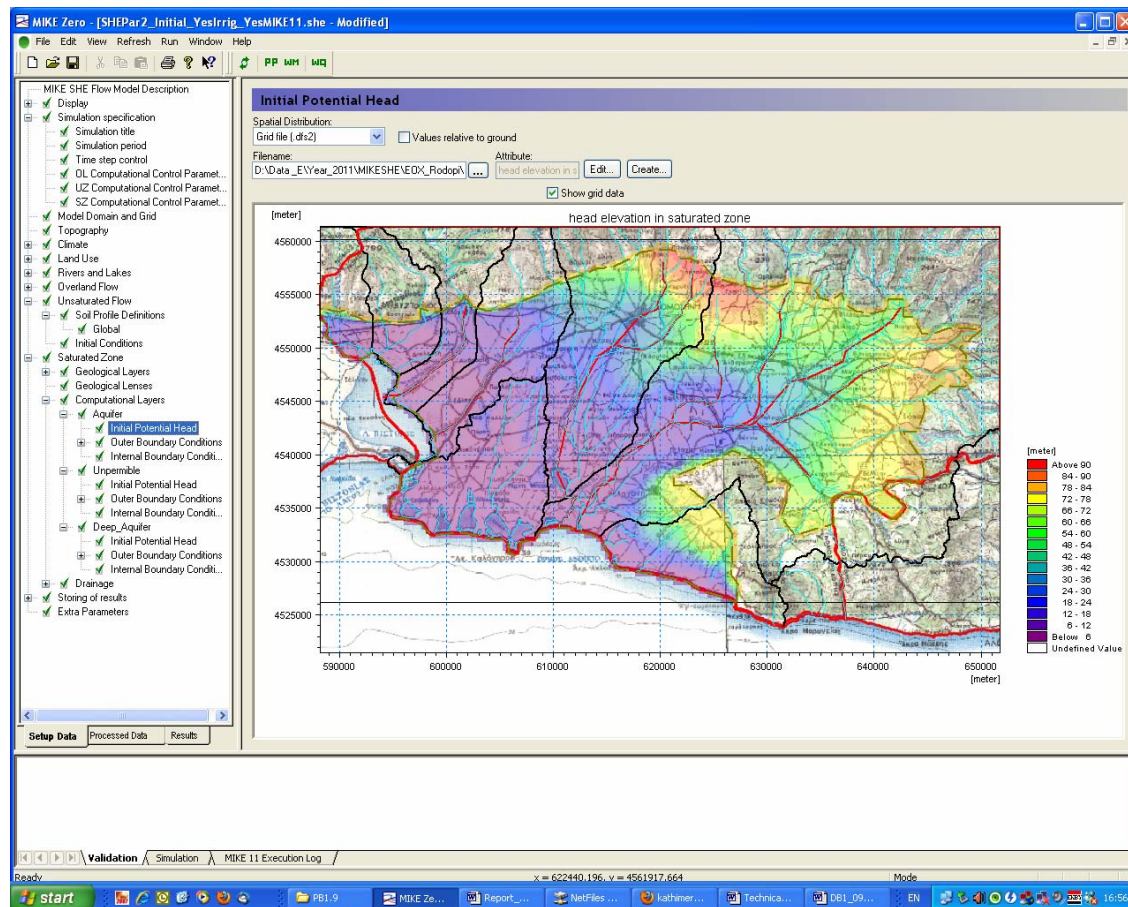 MIKE Zero - [SHEPar2_Initial_YesIrrig_YesMIKE11.she - Modified]
File Edit View Refresh Run Window Help
PP WM WQ
MIKE SHE Flow Model Description
Display
Simulation specification
Simulation title
Simulation period
Time step control
OL Computational Control Paramet...
UZ Computational Control Paramet...
SZ Computational Control Paramet...
Model Domain and Grid
Topography
Climate
Land Use
Rivers and Lakes
Overland Flow
Unsaturated Flow
Soil Profile Definitions
Global
Initial Conditions
Saturated Zone
Geological Layers
Geological Lenses
Computational Layers
Aquifer
Initial Potential Head
Outer Boundary Conditions
Internal Boundary Conditi...
Unpermible
Initial Potential Head
Outer Boundary Conditions
Internal Boundary Conditi...
Deep_Aquifer
Initial Potential Head
Outer Boundary Conditions
Internal Boundary Conditi...
Drainage
Storing of results
Extra Parameters
Setup Data Processed Data Results
Initial Potential Head
Spatial Distribution:
Grid file (.dfs2) Values relative to ground
Filename: Attribute:
D:\Data _E\Year_2011\MIKESHE\EOX_Rodopi\ ... head elevation in s Edit... Create...
Show grid data
[meter] head elevation in saturated zone
4560000
4555000
4550000
4545000
4540000
4535000
4530000
4525000
590000 600000 610000 620000 630000 640000 650000
[meter]
[meter]
Above 90
84 - 90
78 - 84
72 - 78
66 - 72
60 - 66
54 - 60
48 - 54
42 - 48
36 - 42
30 - 36
24 - 30
18 - 24
12 - 18
6 - 12
Below 6
Undefined Value
Validation Simulation MIKE 11 Execution Log
Ready x = 622440.196, y = 4561917.664 Mode
start PB1.9 MIKE Ze... Report_... NetFiles ... kathimer... Technica... DB1_09... EN 16:56